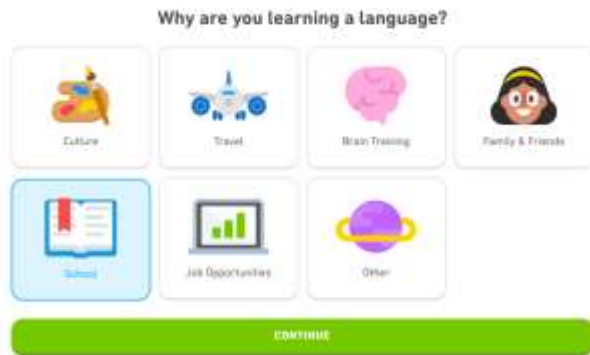 Why are you learning a language?
Culture
Travel
Brain Training
Family & Friends
School
Job Opportunities
Other
CONTINUE